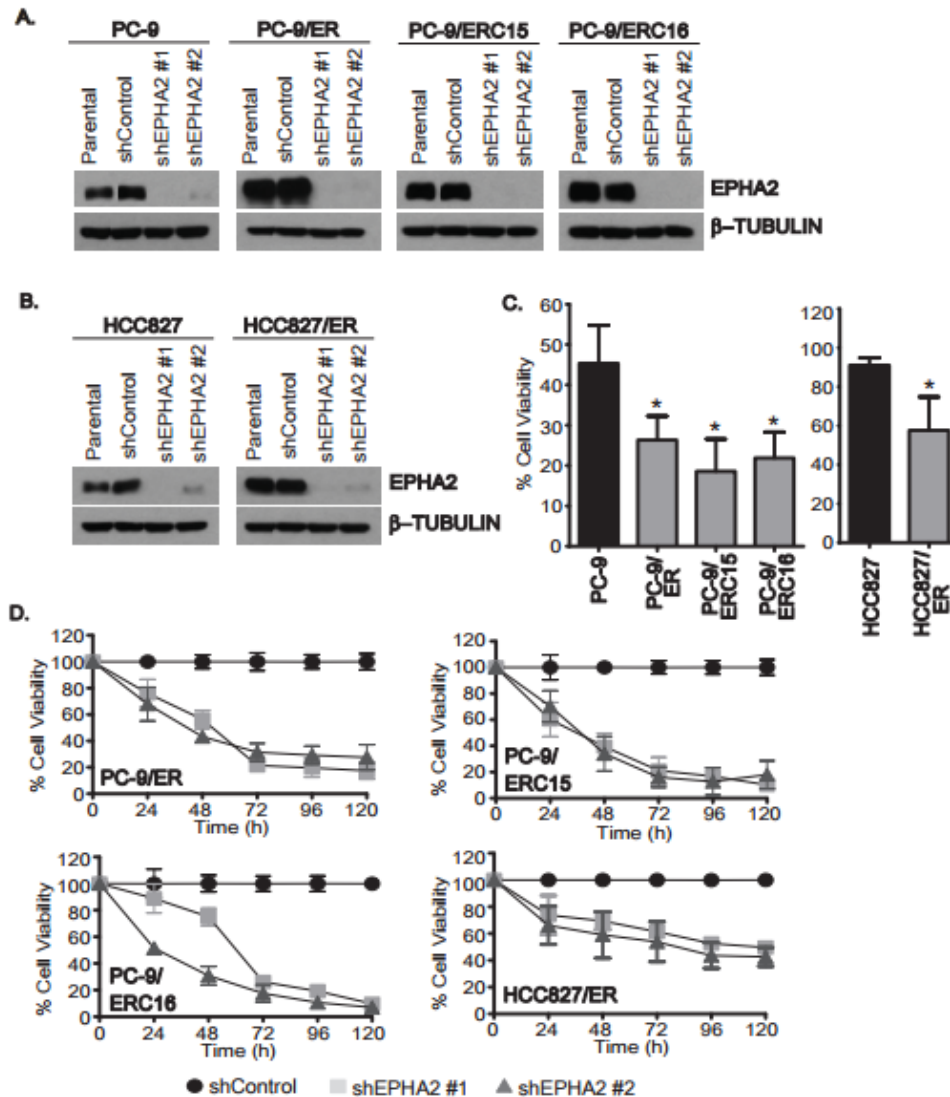 A.
PC-9
PC-9/ER
PC-9/ERC15
PC-9/ERC16
Parental
shControl
shEPHA2 #1
shEPHA2 #2
Parental
shControl
shEPHA2 #1
shEPHA2 #2
Parental
shControl
shEPHA2 #1
shEPHA2 #2
Parental
shControl
shEPHA2 #1
shEPHA2 #2
EPHA2
β–TUBULIN
B.
HCC827
HCC827/ER
Parental
shControl
shEPHA2 #1
shEPHA2 #2
Parental
shControl
shEPHA2 #1
shEPHA2 #2
EPHA2
β–TUBULIN
C.
% Cell Viability
60
50
40
30
20
10
0
*
*
*
PC-9
PC-9/
ER
PC-9/
ERC15
PC-9/
ERC16
120
100
80
60
40
20
0
*
HCC827
HCC827/
ER
D.
% Cell Viability
120
100
80
60
40
20
0
PC-9/ER
0 24 48 72 96 120
Time (h)
% Cell Viability
120
100
80
60
40
20
0
PC-9/
ERC15
0 24 48 72 96 120
Time (h)
% Cell Viability
120
100
80
60
40
20
0
PC-9/
ERC16
0 24 48 72 96 120
Time (h)
% Cell Viability
120
100
80
60
40
20
0
HCC827/ER
0 24 48 72 96 120
Time (h)
shControl shEPHA2 #1 shEPHA2 #2